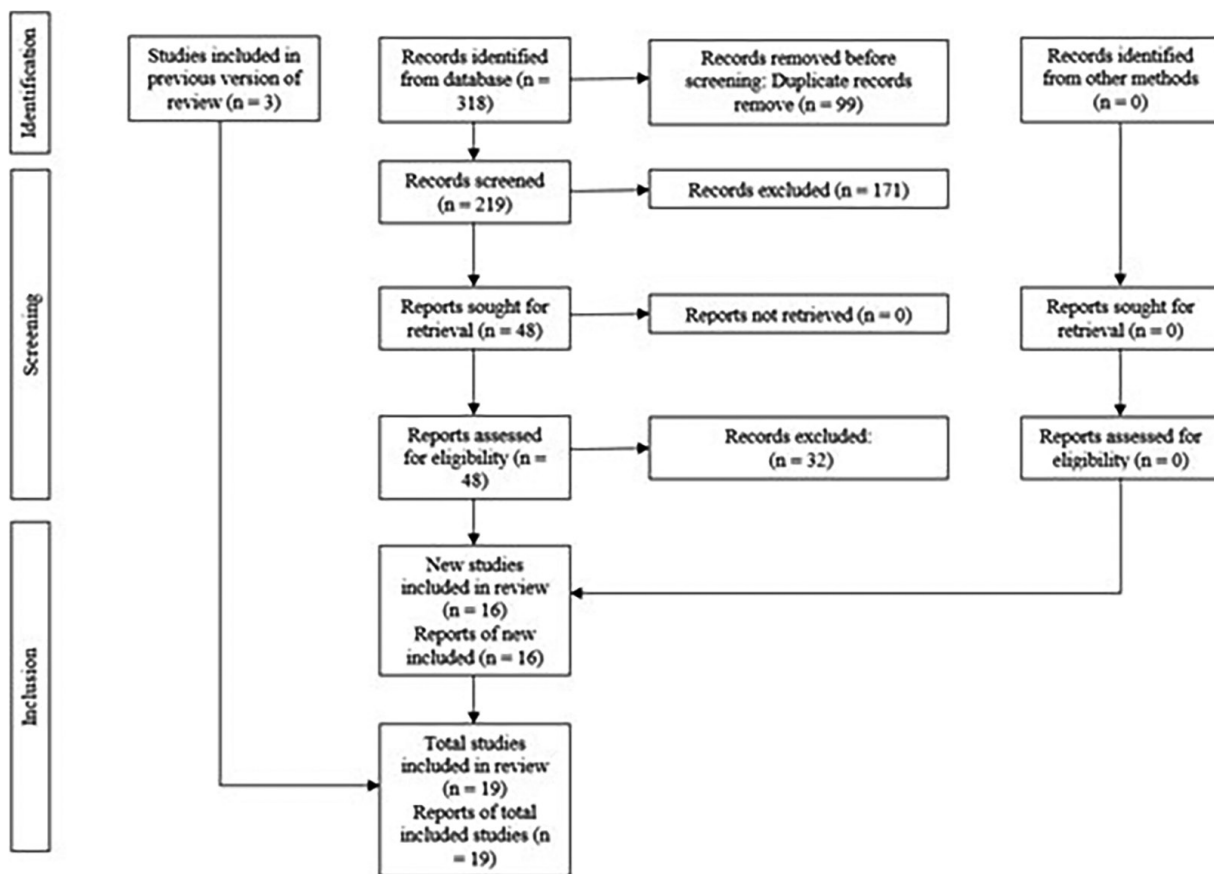 Identification
Studies included in
previous version of
review (n = 3)
Records identified
from database (n =
318)
Records removed before
screening: Duplicate records
remove (n = 99)
Records identified
from other methods
(n = 0)
Screening
Records screened
(n = 219)
Records excluded (n = 171)
Reports sought for
retrieval (n = 48)
Reports not retrieved (n = 0)
Reports sought for
retrieval (n = 0)
Reports assessed
for eligibility (n =
48)
Records excluded:
(n = 32)
Reports assessed for
eligibility (n = 0)
Inclusion
New studies
included in review
(n = 16)
Reports of new
included (n = 16)
Total studies
included in review
(n = 19)
Reports of total
included studies (n
= 19)